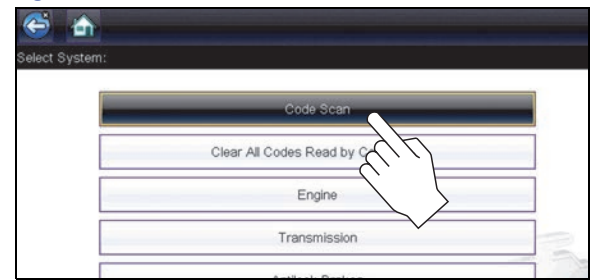 Select System:
Code Scan
Clear All Codes Read by
Engine
Transmission